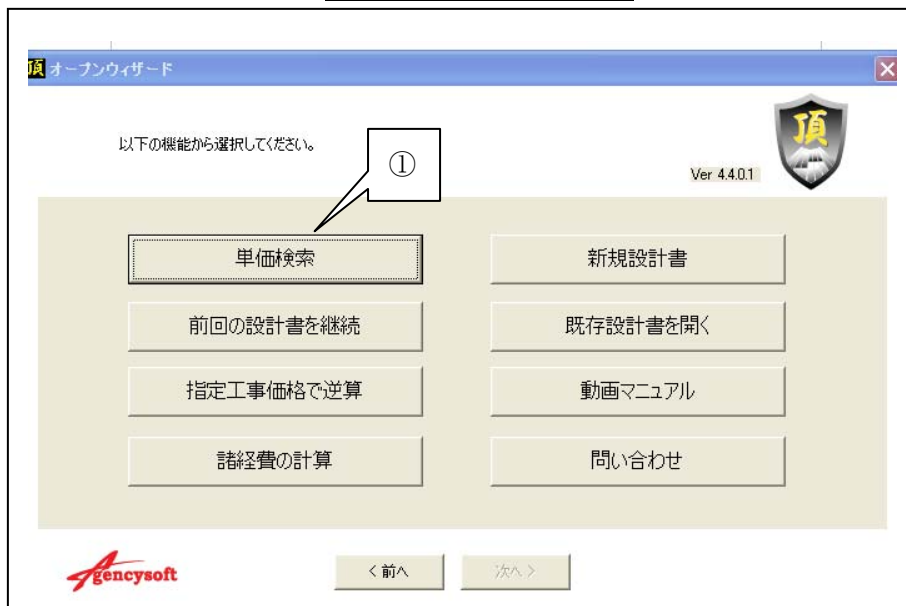 頂 オープンウィザード
以下の機能から選択してください。
①
頂
Ver 4.4.0.1
単価検索
新規設計書
前回の設計書を継続
既存設計書を開く
指定工事価格で逆算
動画マニュアル
諸経費の計算
問い合わせ
Agencysoft
< 前へ
次へ >